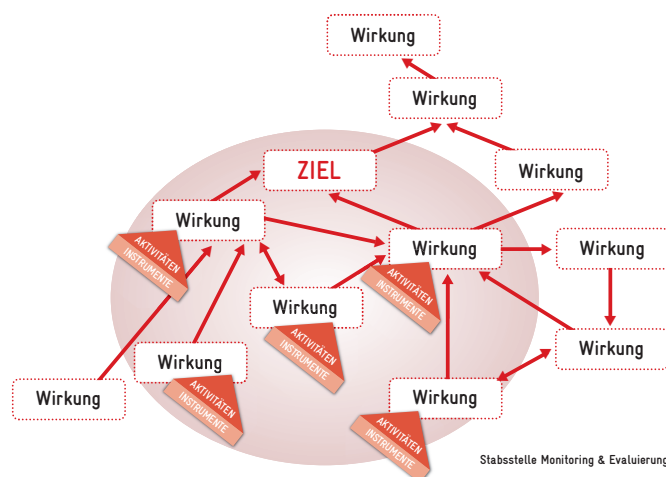 Wirkung
Wirkung
ZIEL
Wirkung
Wirkung
AKTIVITÄTEN
INSTRUMENTE
Wirkung
AKTIVITÄTEN
INSTRUMENTE
Wirkung
Wirkung
AKTIVITÄTEN
INSTRUMENTE
Wirkung
Wirkung
AKTIVITÄTEN
INSTRUMENTE
Wirkung
Wirkung
AKTIVITÄTEN
INSTRUMENTE
Stabsstelle Monitoring & Evaluierung